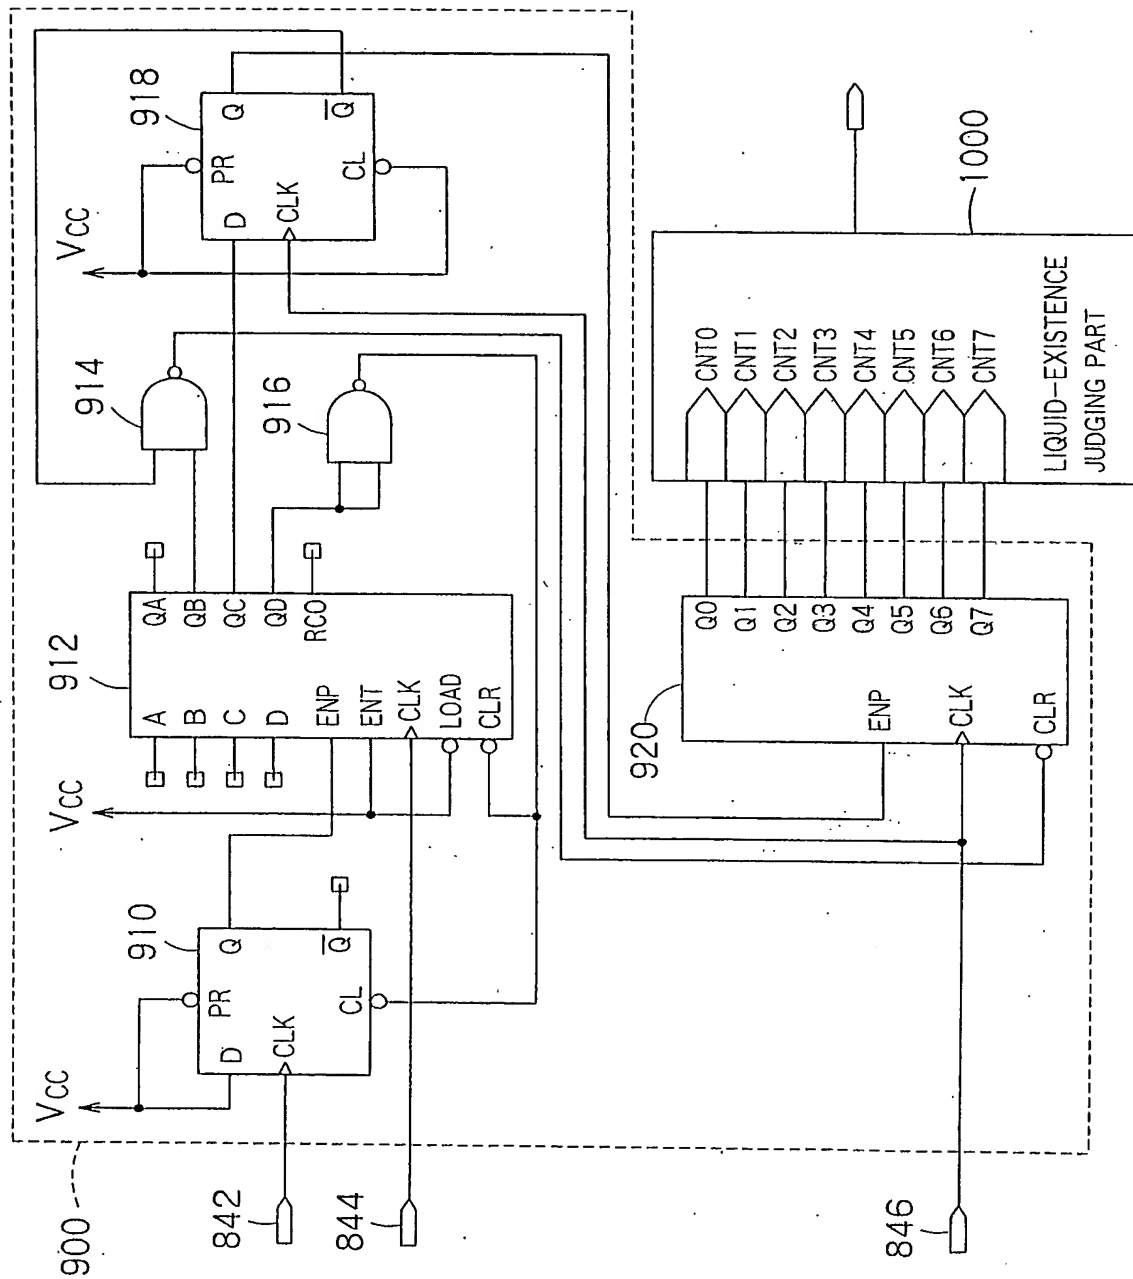 900
842
844
846
Vcc
910
D
PR
Q
CLK
Q̅
CL
Vcc
912
A
B
C
D
ENP
ENT
CLK
LOAD
CLR
QA
QB
QC
QD
RCO
914
916
Vcc
918
D
PR
Q
CLK
Q̅
CL
920
ENP
CLK
CLR
Q0
Q1
Q2
Q3
Q4
Q5
Q6
Q7
CNT0
CNT1
CNT2
CNT3
CNT4
CNT5
CNT6
CNT7
LIQUID-EXISTENCE
JUDGING PART
1000